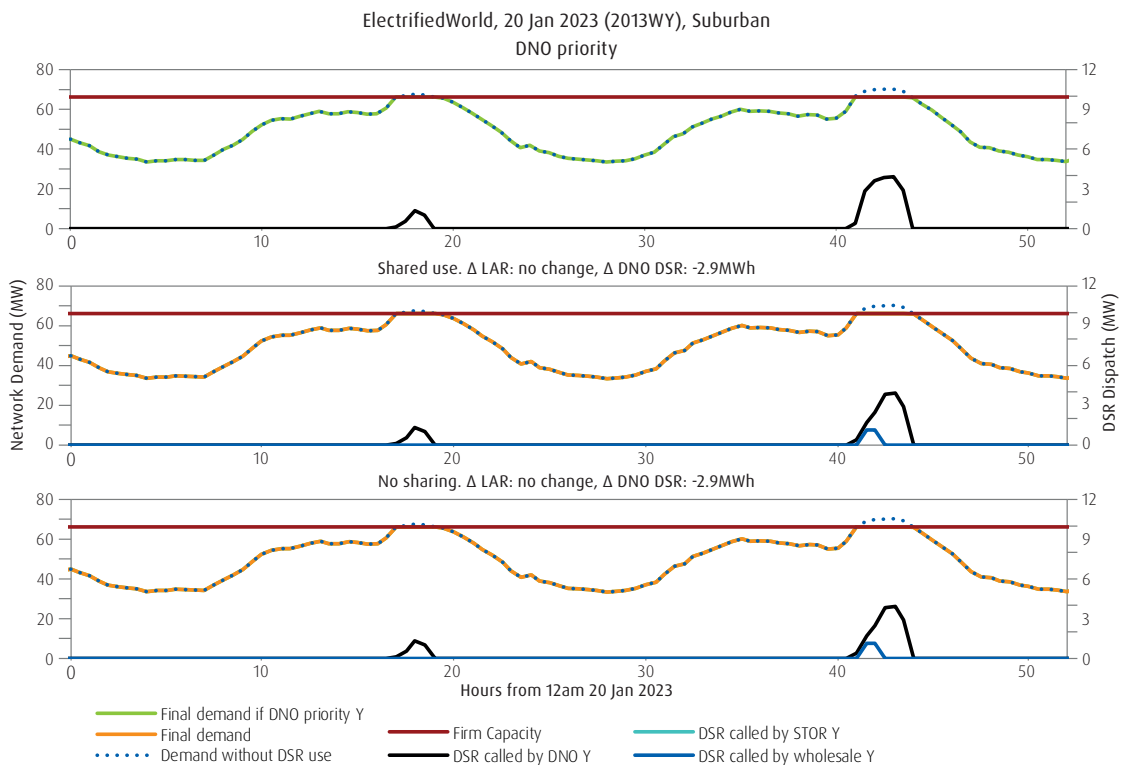 ElectrifiedWorld, 20 Jan 2023 (2013WY), Suburban
DNO priority
80 12
60 9
40 6
20 3
0 0
0 10 20 30 40 50
Shared use. Δ LAR: no change, Δ DNO DSR: -2.9MWh
80 12
60 9
40 6
20 3
0 0
0 10 20 30 40 50
Network Demand (MW)
DSR Dispatch (MW)
No sharing. Δ LAR: no change, Δ DNO DSR: -2.9MWh
80 12
60 9
40 6
20 3
0 0
0 10 20 30 40 50
Hours from 12am 20 Jan 2023
Final demand if DNO priority Y
Final demand
Demand without DSR use
Firm Capacity
DSR called by DNO Y
DSR called by STOR Y
DSR called by wholesale Y